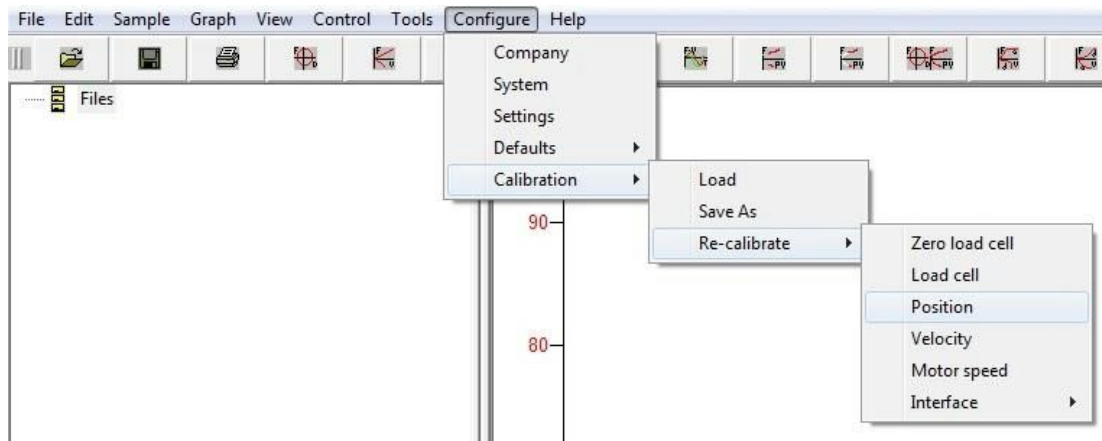 File Edit Sample Graph View Control Tools Configure Help
Files
Company
System
Settings
Defaults
Calibration
Load
Save As
Re-calibrate
Zero load cell
Load cell
Position
Velocity
Motor speed
Interface
90
80